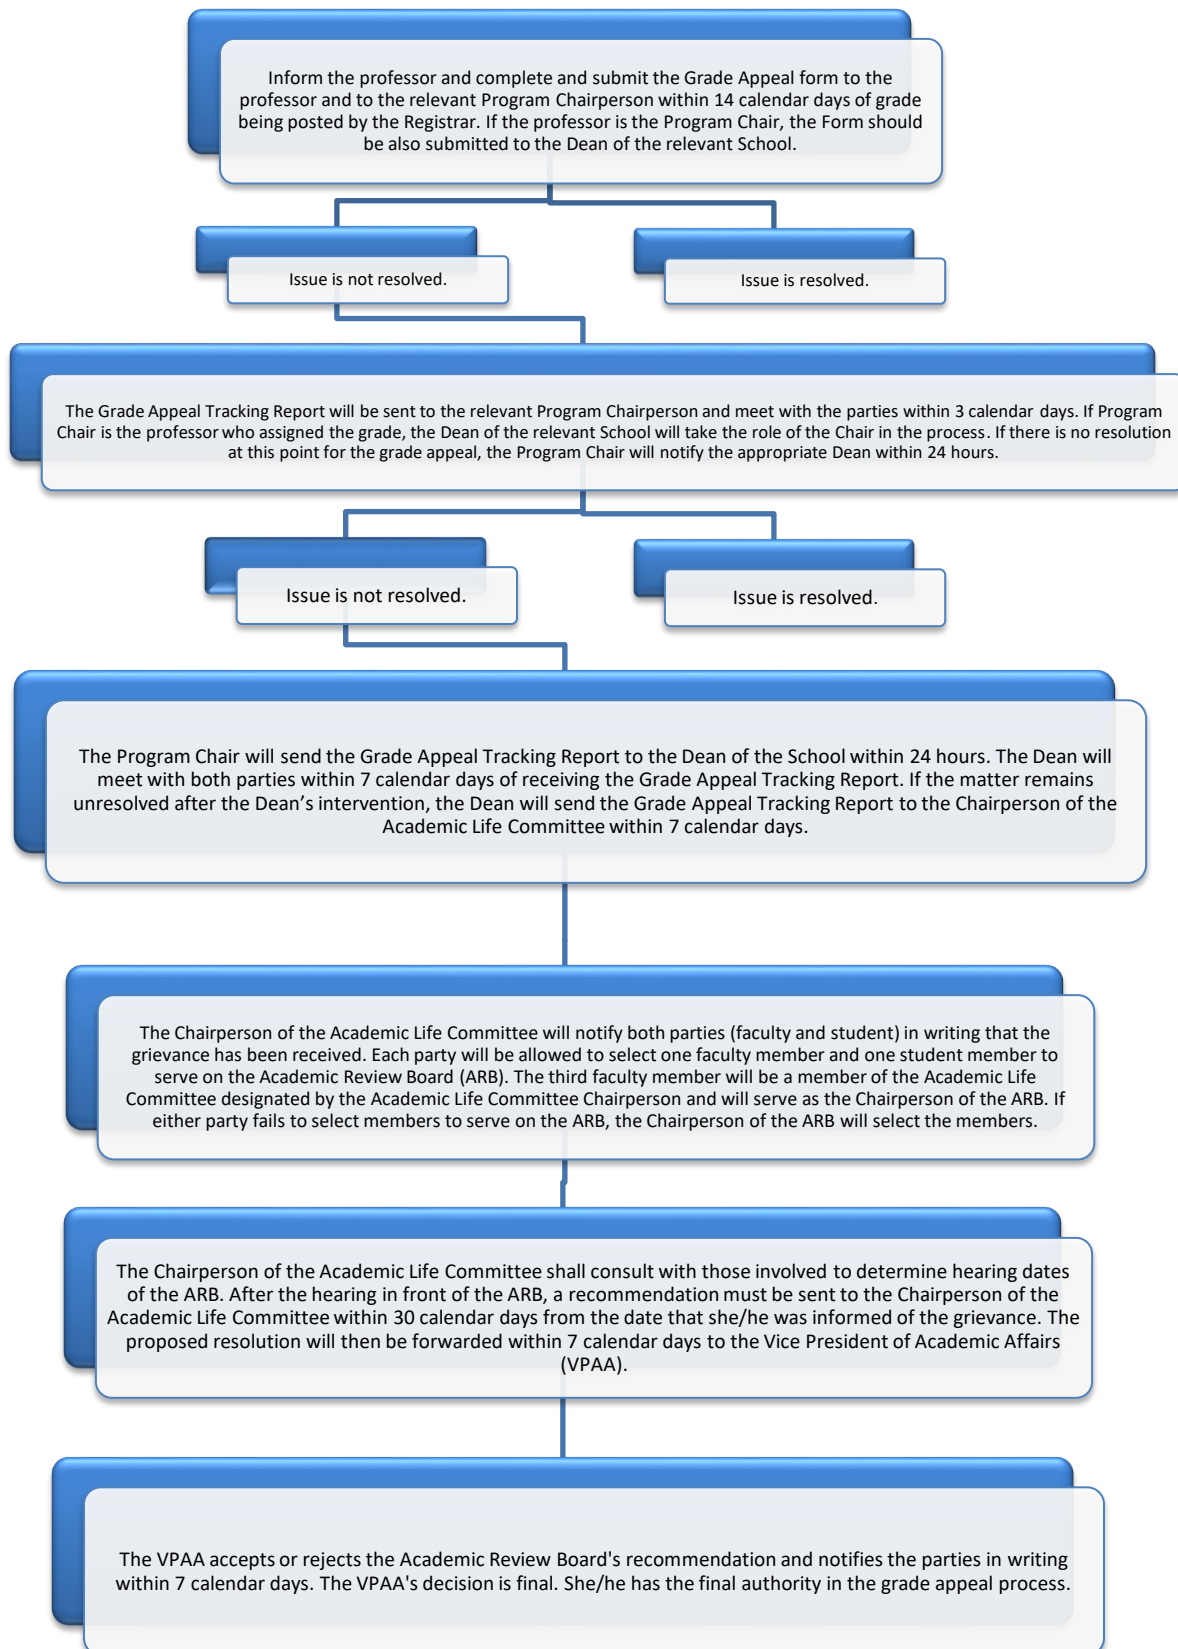 Inform the professor and complete and submit the Grade Appeal form to the
professor and to the relevant Program Chairperson within 14 calendar days of grade
being posted by the Registrar. If the professor is the Program Chair, the Form should
be also submitted to the Dean of the relevant School.
Issue is not resolved.
Issue is resolved.
The Grade Appeal Tracking Report will be sent to the relevant Program Chairperson and meet with the parties within 3 calendar days. If Program
Chair is the professor who assigned the grade, the Dean of the relevant School will take the role of the Chair in the process. If there is no resolution
at this point for the grade appeal, the Program Chair will notify the appropriate Dean within 24 hours.
Issue is not resolved.
Issue is resolved.
The Program Chair will send the Grade Appeal Tracking Report to the Dean of the School within 24 hours. The Dean will
meet with both parties within 7 calendar days of receiving the Grade Appeal Tracking Report. If the matter remains
unresolved after the Dean’s intervention, the Dean will send the Grade Appeal Tracking Report to the Chairperson of the
Academic Life Committee within 7 calendar days.
The Chairperson of the Academic Life Committee will notify both parties (faculty and student) in writing that the
grievance has been received. Each party will be allowed to select one faculty member and one student member to
serve on the Academic Review Board (ARB). The third faculty member will be a member of the Academic Life
Committee designated by the Academic Life Committee Chairperson and will serve as the Chairperson of the ARB. If
either party fails to select members to serve on the ARB, the Chairperson of the ARB will select the members.
The Chairperson of the Academic Life Committee shall consult with those involved to determine hearing dates
of the ARB. After the hearing in front of the ARB, a recommendation must be sent to the Chairperson of the
Academic Life Committee within 30 calendar days from the date that she/he was informed of the grievance. The
proposed resolution will then be forwarded within 7 calendar days to the Vice President of Academic Affairs
(VPAA).
The VPAA accepts or rejects the Academic Review Board's recommendation and notifies the parties in writing
within 7 calendar days. The VPAA's decision is final. She/he has the final authority in the grade appeal process.